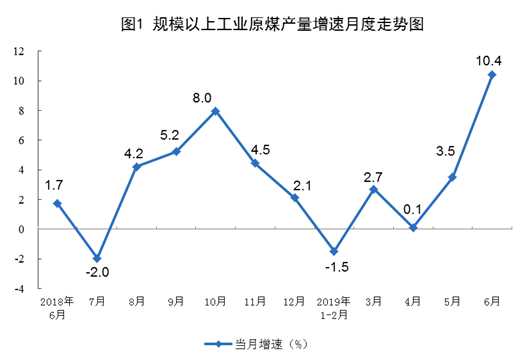 图1 规模以上工业原煤产量增速月度走势图
12
10
8
6
4
2
0
-2
-4
1.7
-2.0
4.2
5.2
8.0
4.5
2.1
-1.5
2.7
0.1
3.5
10.4
2018年
6月
7月
8月
9月
10月
11月
12月
2019年
1-2月
3月
4月
5月
6月
当月增速（%）